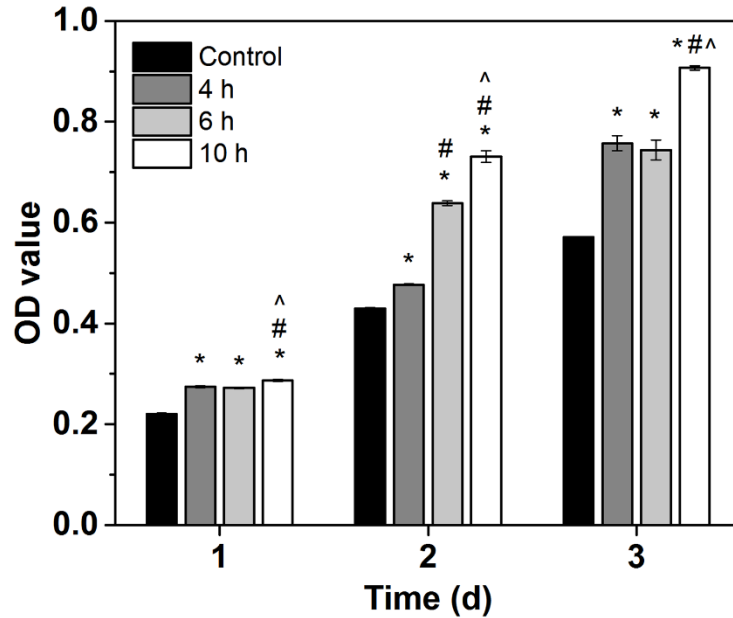 1.0
0.8
0.6
0.4
0.2
0.0
OD value
Control
4 h
6 h
10 h
* * ^
#
*
* #
* ^
#
*
* * *#^
1 2 3
Time (d)